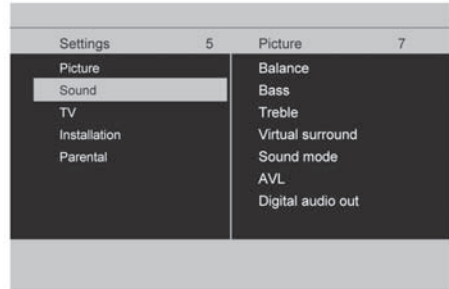 Settings 5
Picture
Sound
TV
Installation
Parental
Picture 7
Balance
Bass
Treble
Virtual surround
Sound mode
AVL
Digital audio out